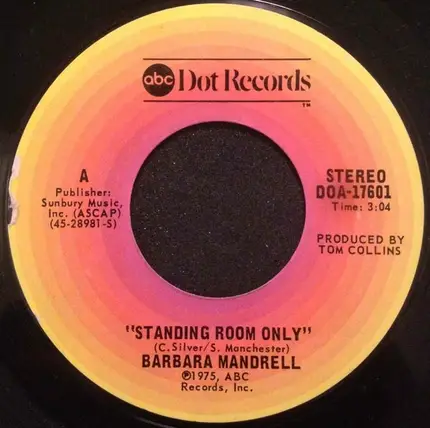 abc Dot Records
TM
A
Publisher:
Sunbury Music,
Inc. (ASCAP)
(45-28981-S)
STEREO
DOA-17601
Time: 3:04
PRODUCED BY
TOM COLLINS
"STANDING ROOM ONLY"
(C. Silver/S. Manchester)
BARBARA MANDRELL
Ⓟ1975, ABC
Records, Inc.